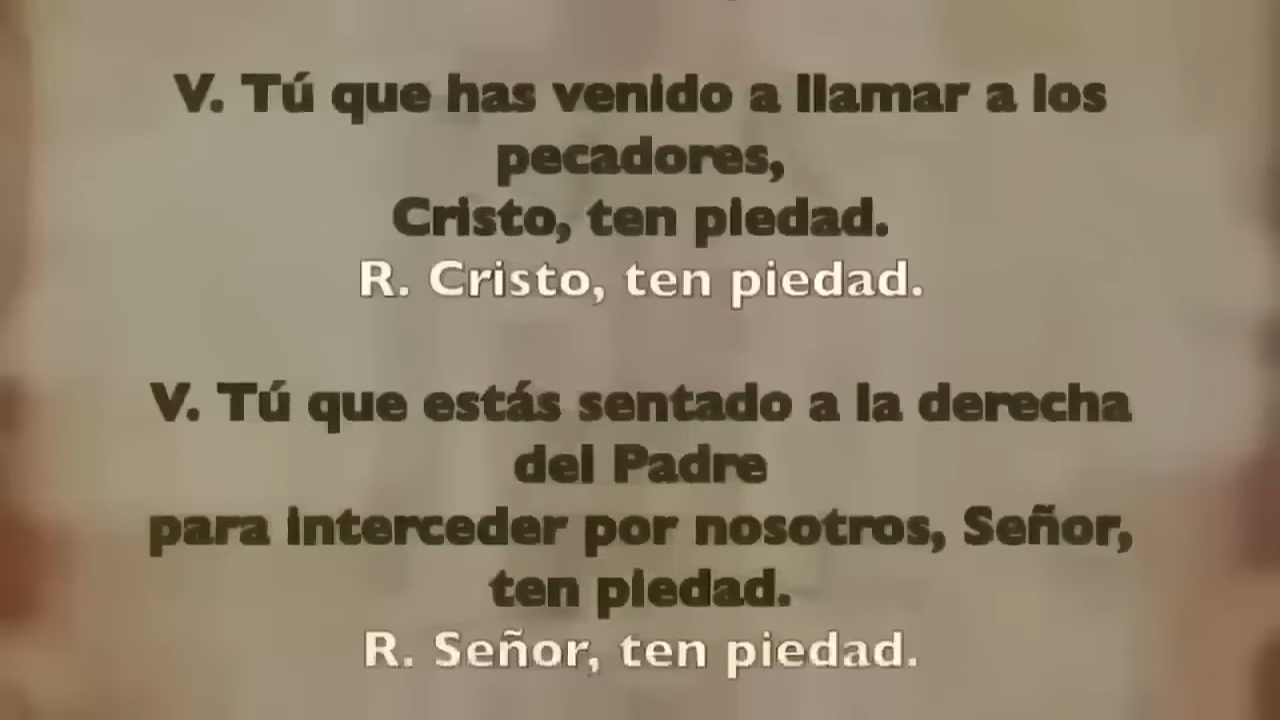 V. Tú que has venido a llamar a los
pecadores,
Cristo, ten piedad.
R. Cristo, ten piedad.
V. Tú que estás sentado a la derecha
del Padre
para interceder por nosotros, Señor,
ten piedad.
R. Señor, ten piedad.